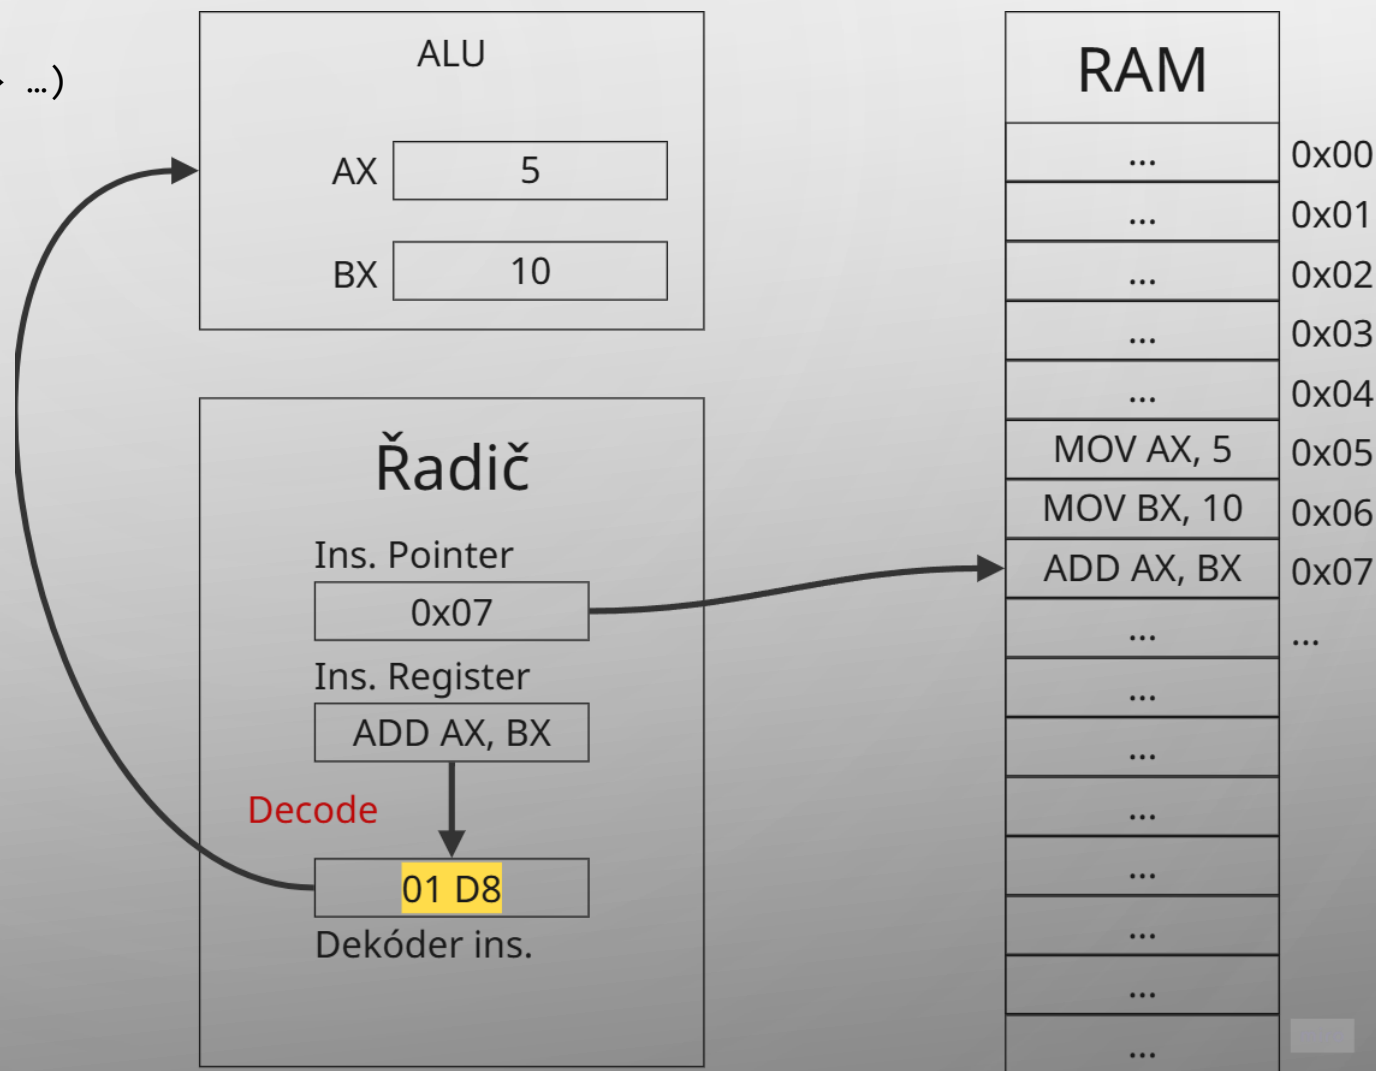 ...)
ALU
AX 5
BX 10
Řadič
Ins. Pointer
0x07
Ins. Register
ADD AX, BX
Decode
01 D8
Dekóder ins.
RAM
... 0x00
... 0x01
... 0x02
... 0x03
... 0x04
MOV AX, 5 0x05
MOV BX, 10 0x06
ADD AX, BX 0x07
... ...
...
...
...
...
...
...
...